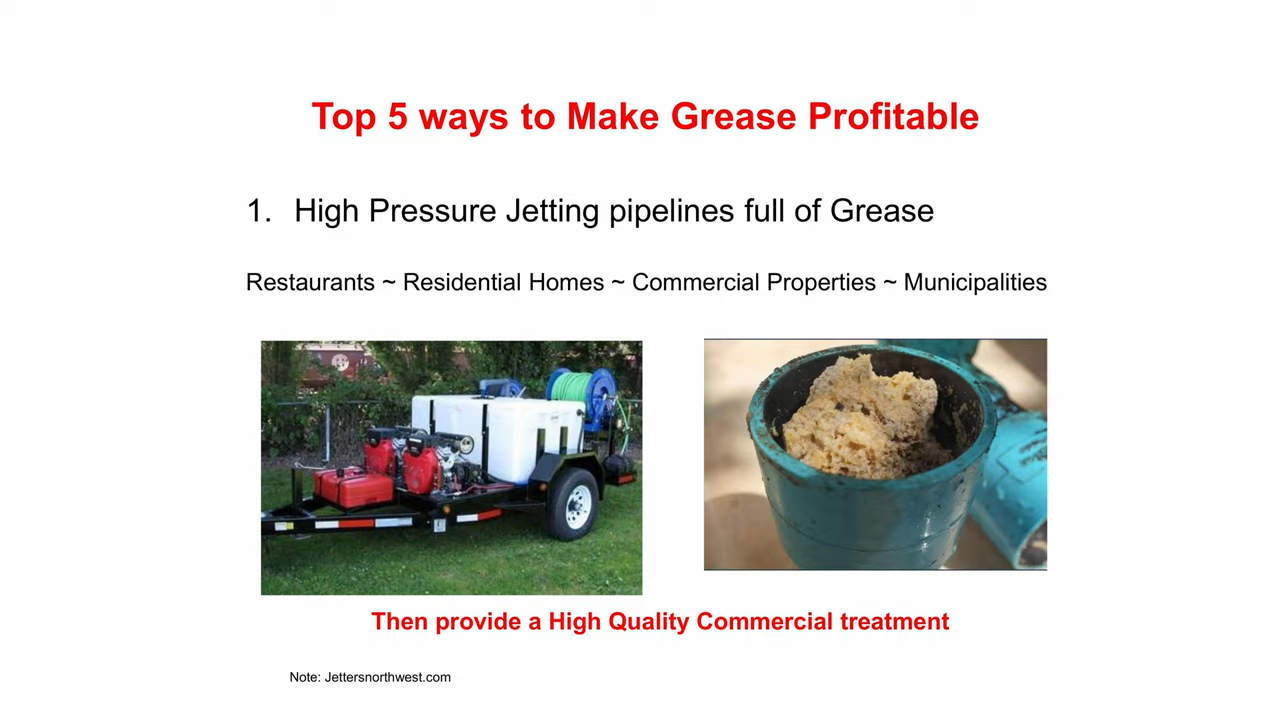 Top 5 ways to Make Grease Profitable
1. High Pressure Jetting pipelines full of Grease
Restaurants ~ Residential Homes ~ Commercial Properties ~ Municipalities
Then provide a High Quality Commercial treatment
Note: Jettersnorthwest.com